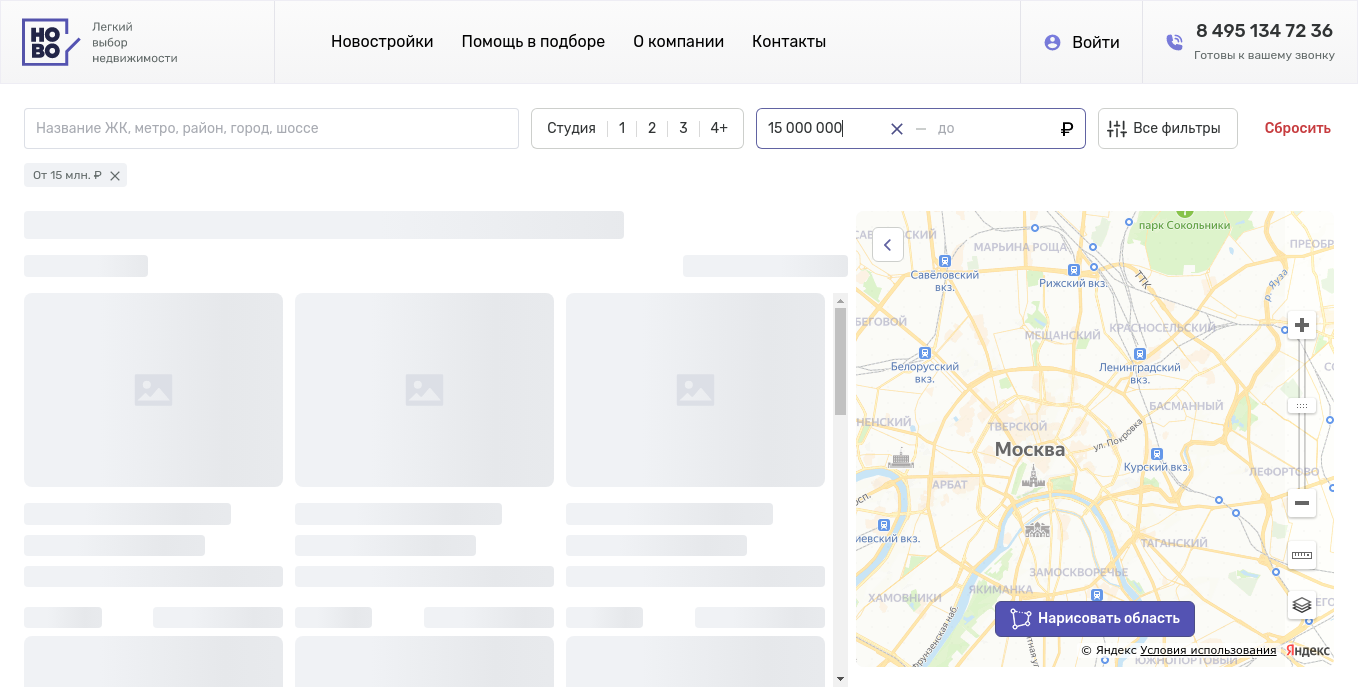 НО
ВО
Легкий
выбор
недвижимости
Новостройки
Помощь в подборе
О компании
Контакты
Войти
8 495 134 72 36
Готовы к вашему звонку
Название ЖК, метро, район, город, шоссе
Студия
1
2
3
4+
15 000 000
— до
₽
Все фильтры
Сбросить
От 15 млн. ₽
парк Сокольники
МАРЬИНА РОЩА
ПРЕОБР
Савёловский
вкз.
Рижский вкз.
ТТК
р. Яуза
БЕГОВОЙ
МЕЩАНСКИЙ
КРАСНОСЕЛЬСКИЙ
Белорусский
вкз.
Ленинградский
вкз.
БАСМАННЫЙ
НЕНСКИЙ
ТВЕРСКОЙ
ул. Покровка
Москва
Курский вкз.
ЛЕФОРТОВО
АРБАТ
иевский вкз.
ТАГАНСКИЙ
ЗАМОСКВОРЕЧЬЕ
ЯКИМАНКА
ХАМОВНИКИ
Нарисовать область
© Яндекс Условия использования
Яндекс
ЮЖНОПОРТОВЫЙ